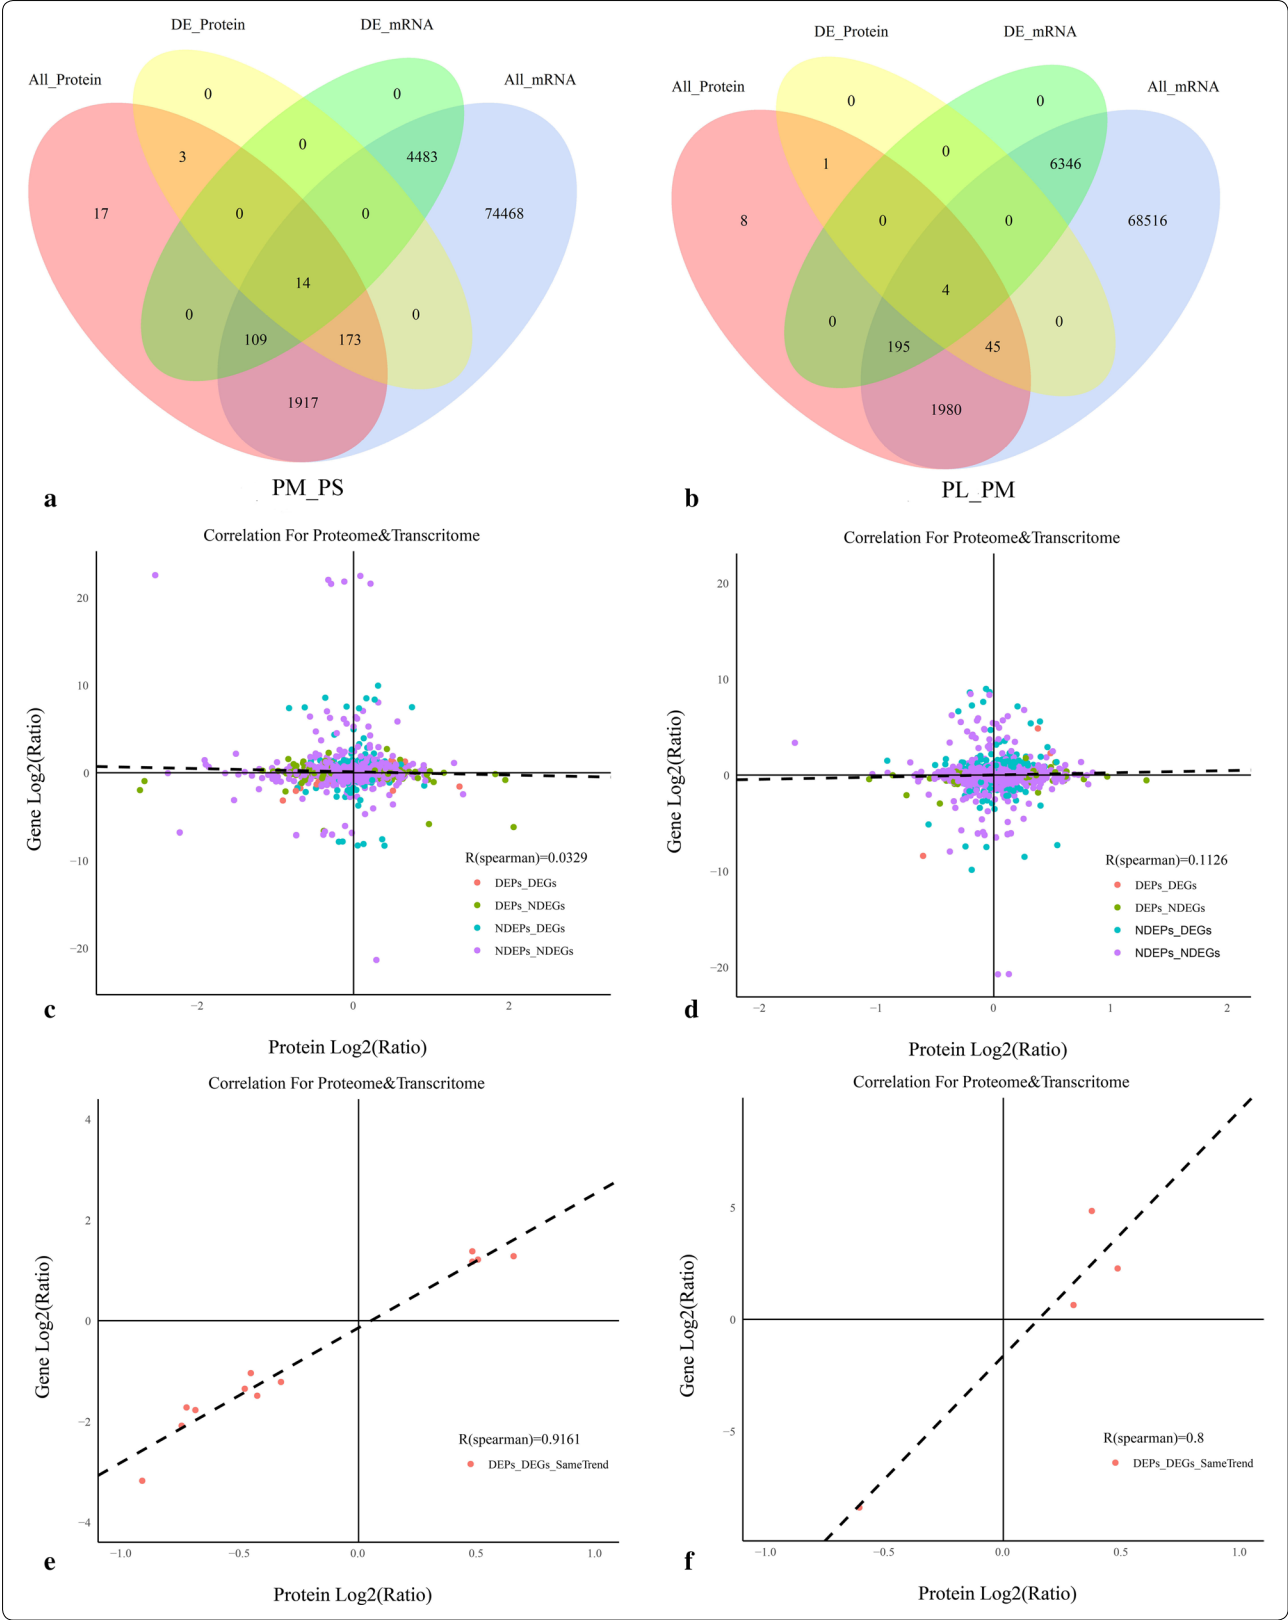 DE_Protein
DE_mRNA
All_Protein
All_mRNA
0
0
0
3
4483
17
0
0
74468
14
0
0
109
173
1917
a
PM_PS
DE_Protein
DE_mRNA
All_Protein
All_mRNA
0
0
0
1
6346
8
0
0
68516
4
0
0
195
45
1980
b
PL_PM
Correlation For Proteome&Transcritome
Gene Log2(Ratio)
20
10
0
−10
−20
R(spearman)=0.0329
DEPs_DEGs
DEPs_NDEGs
NDEPs_DEGs
NDEPs_NDEGs
−2
0
2
c
Protein Log2(Ratio)
Correlation For Proteome&Transcritome
Gene Log2(Ratio)
20
10
0
−10
−20
R(spearman)=0.1126
DEPs_DEGs
DEPs_NDEGs
NDEPs_DEGs
NDEPs_NDEGs
−2
−1
0
1
2
d
Protein Log2(Ratio)
Correlation For Proteome&Transcritome
Gene Log2(Ratio)
4
2
0
−2
−4
R(spearman)=0.9161
DEPs_DEGs_SameTrend
−1.0
−0.5
0.0
0.5
1.0
e
Protein Log2(Ratio)
Correlation For Proteome&Transcritome
Gene Log2(Ratio)
5
0
−5
R(spearman)=0.8
DEPs_DEGs_SameTrend
−1.0
−0.5
0.0
0.5
1.0
f
Protein Log2(Ratio)